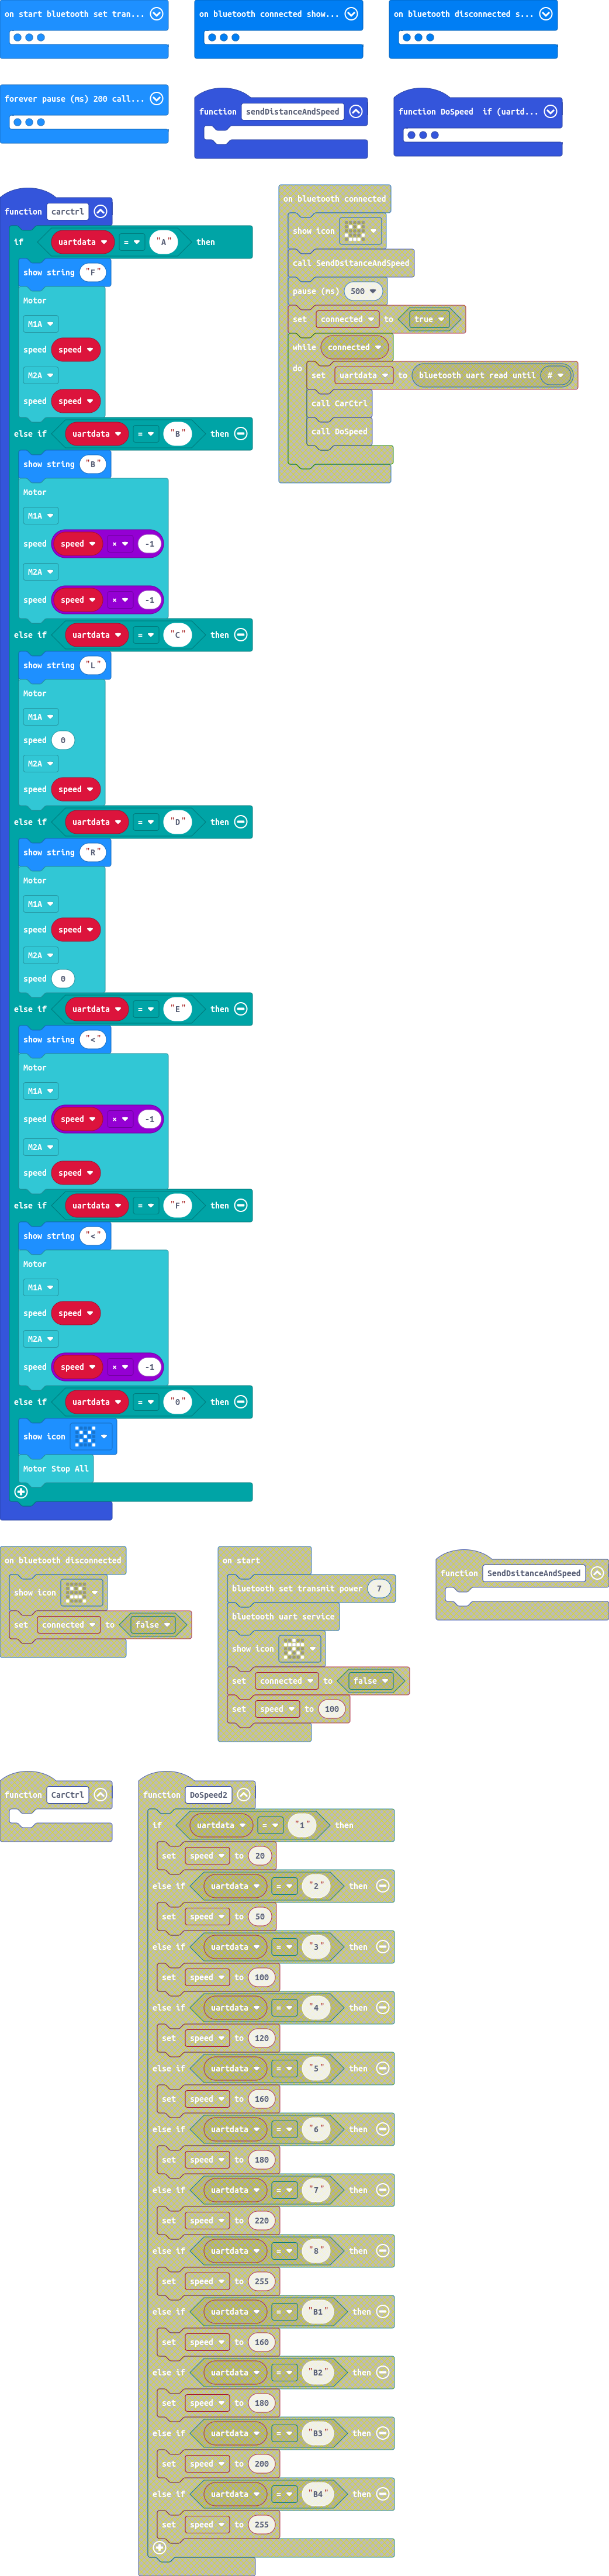 on start bluetooth set tran...
on bluetooth connected show...
on bluetooth disconnected s...
forever pause (ms) 200 call...
function sendDistanceAndSpeed
function DoSpeed if (uartd...
function carctrl
if uartdata = "A" then
show string "F"
Motor
M1A
speed speed
M2A
speed speed
else if uartdata = "B" then
show string "B"
Motor
M1A
speed speed × -1
M2A
speed speed × -1
else if uartdata = "C" then
show string "L"
Motor
M1A
speed 0
M2A
speed speed
else if uartdata = "D" then
show string "R"
Motor
M1A
speed speed
M2A
speed 0
else if uartdata = "E" then
show string "<"
Motor
M1A
speed speed × -1
M2A
speed speed
else if uartdata = "F" then
show string "<"
Motor
M1A
speed speed
M2A
speed speed × -1
else if uartdata = "0" then
show icon
Motor Stop All
on bluetooth connected
show icon
call SendDsitanceAndSpeed
pause (ms) 500
set connected to true
while connected
do set uartdata to bluetooth uart read until #
call CarCtrl
call DoSpeed
on bluetooth disconnected
show icon
set connected to false
on start
bluetooth set transmit power 7
bluetooth uart service
show icon
set connected to false
set speed to 100
function SendDsitanceAndSpeed
function CarCtrl
function DoSpeed2
if uartdata = "1" then
set speed to 20
else if uartdata = "2" then
set speed to 50
else if uartdata = "3" then
set speed to 100
else if uartdata = "4" then
set speed to 120
else if uartdata = "5" then
set speed to 160
else if uartdata = "6" then
set speed to 180
else if uartdata = "7" then
set speed to 220
else if uartdata = "8" then
set speed to 255
else if uartdata = "B1" then
set speed to 160
else if uartdata = "B2" then
set speed to 180
else if uartdata = "B3" then
set speed to 200
else if uartdata = "B4" then
set speed to 255